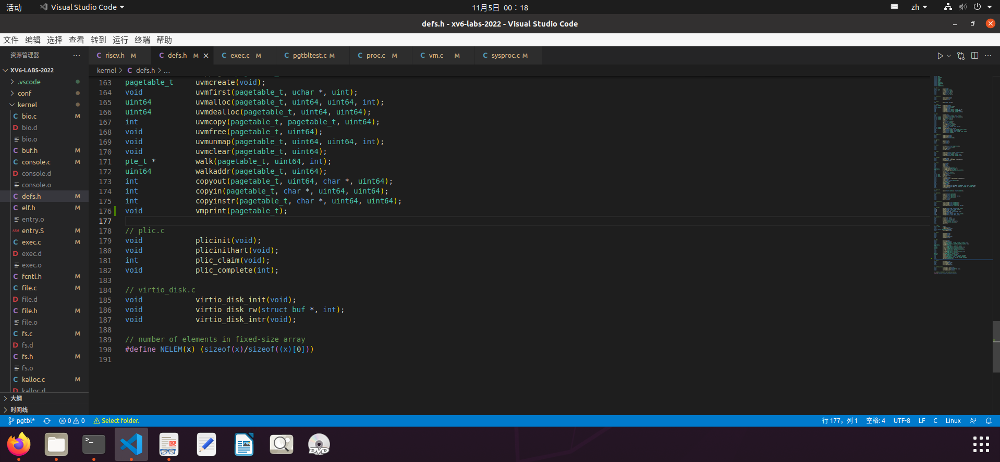 活动 Visual Studio Code 11月5日 00：18 zh
defs.h - xv6-labs-2022 - Visual Studio Code
文件 编辑 选择 查看 转到 运行 终端 帮助
资源管理器 ···
C riscv.h M C defs.h M C exec.c M C pgtbltest.c M C proc.c M C vm.c M C sysproc.c M
XV6-LABS-2022
kernel > C defs.h > ...
.vscode
conf
kernel
C bio.c M
D bio.d
bio.o
C buf.h M
C console.c M
D console.d
console.o
C defs.h M
C elf.h M
entry.o
ASM entry.S M
C exec.c M
D exec.d
exec.o
C fcntl.h M
C file.c M
D file.d
C file.h M
file.o
C fs.c M
D fs.d
C fs.h M
fs.o
C kalloc.c M
D kalloc.d
大纲
时间线
163 pagetable_t uvmcreate(void);
164 void uvmfirst(pagetable_t, uchar *, uint);
165 uint64 uvmalloc(pagetable_t, uint64, uint64, int);
166 uint64 uvmdealloc(pagetable_t, uint64, uint64);
167 int uvmcopy(pagetable_t, pagetable_t, uint64);
168 void uvmfree(pagetable_t, uint64);
169 void uvmunmap(pagetable_t, uint64, uint64, int);
170 void uvmclear(pagetable_t, uint64);
171 pte_t * walk(pagetable_t, uint64, int);
172 uint64 walkaddr(pagetable_t, uint64);
173 int copyout(pagetable_t, uint64, char *, uint64);
174 int copyin(pagetable_t, char *, uint64, uint64);
175 int copyinstr(pagetable_t, char *, uint64, uint64);
176 void vmprint(pagetable_t);
177
178 // plic.c
179 void plicinit(void);
180 void plicinithart(void);
181 int plic_claim(void);
182 void plic_complete(int);
183
184 // virtio_disk.c
185 void virtio_disk_init(void);
186 void virtio_disk_rw(struct buf *, int);
187 void virtio_disk_intr(void);
188
189 // number of elements in fixed-size array
190 #define NELEM(x) (sizeof(x)/sizeof((x)[0]))
191
pgtbl* 0 0 Select folder. 行 177，列 1 空格: 4 UTF-8 LF C Linux
>_
DVD